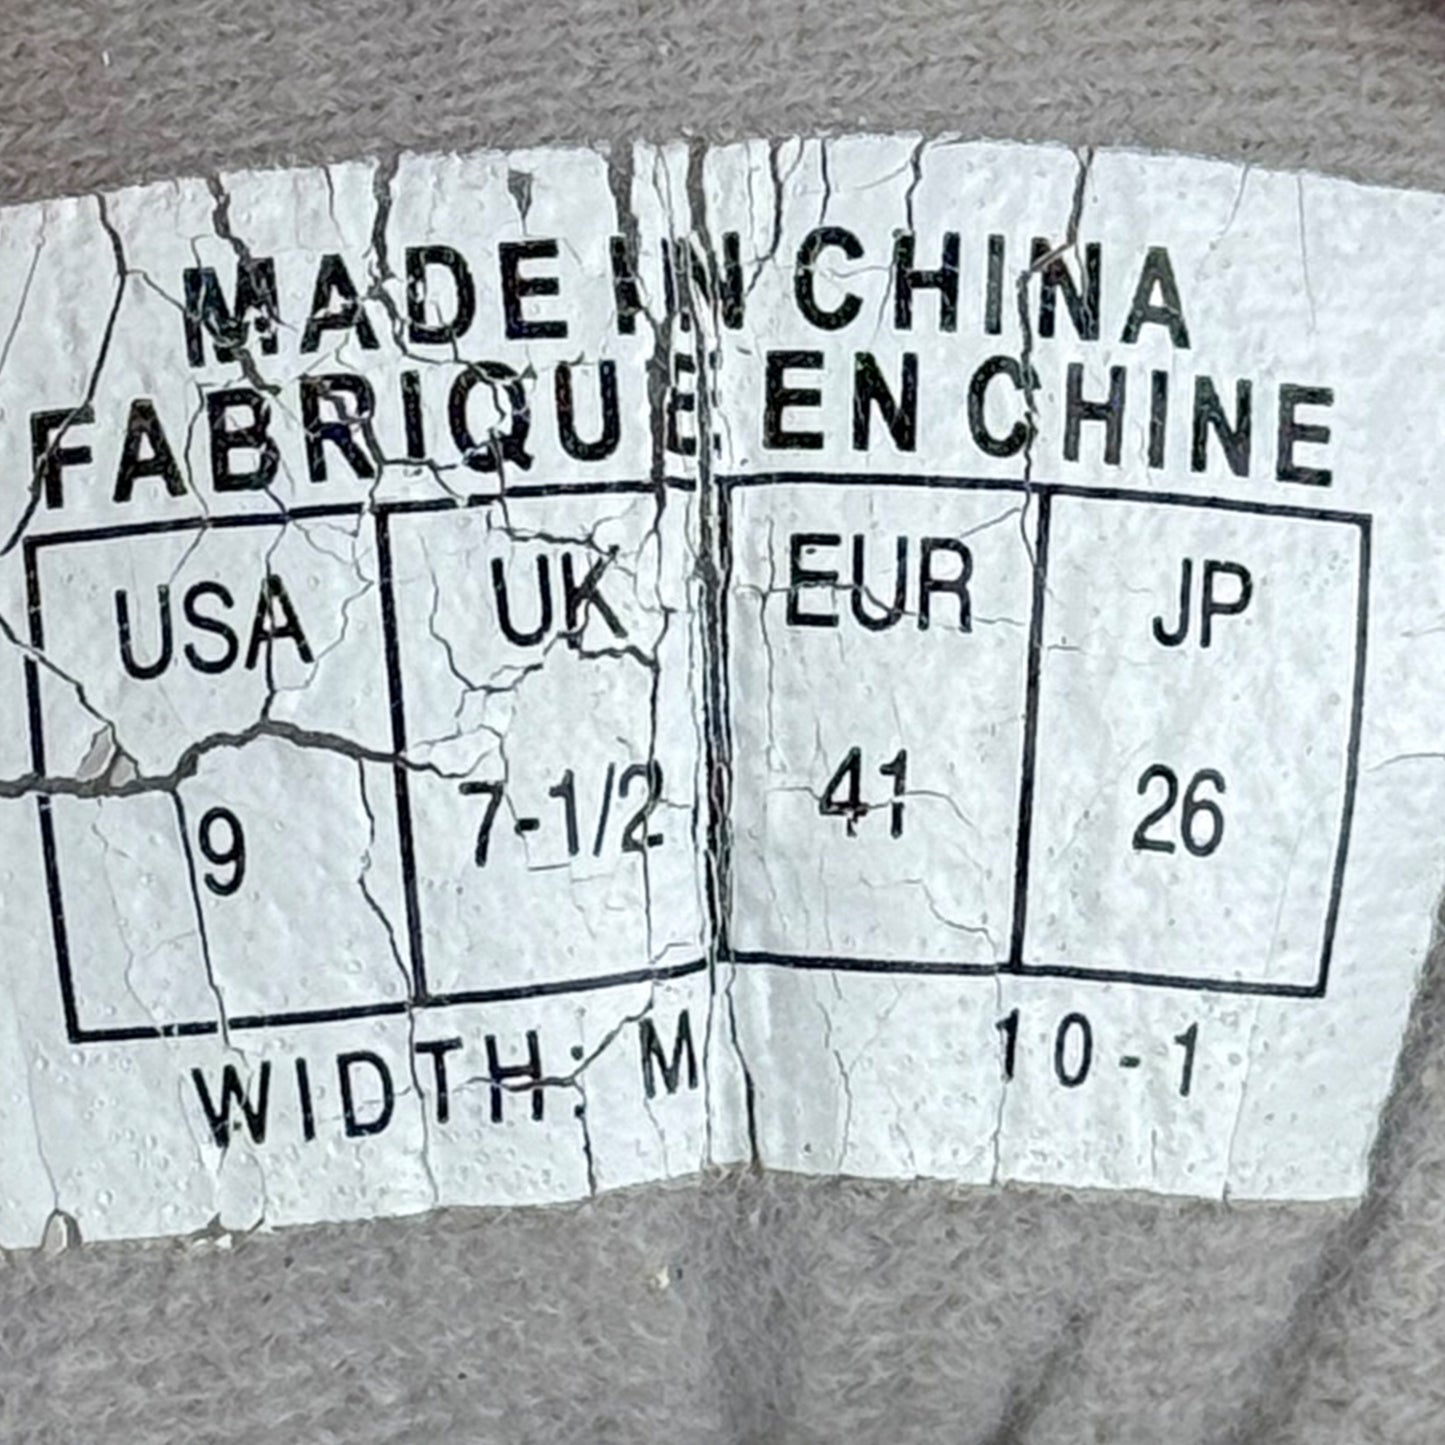 MADE IN CHINA
FABRIQUE EN CHINE
USA UK EUR JP
9 7-1/2 41 26
WIDTH: M 10-1